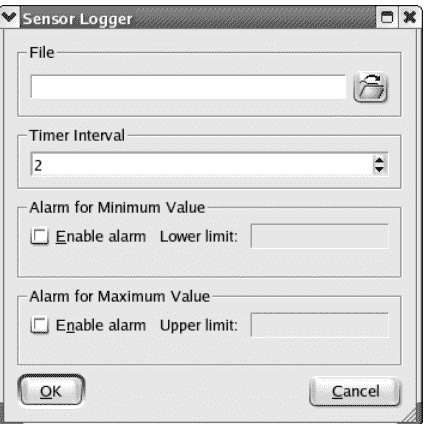 Sensor Logger
File
Timer Interval
2
Alarm for Minimum Value
Enable alarm Lower limit:
Alarm for Maximum Value
Enable alarm Upper limit:
OK Cancel